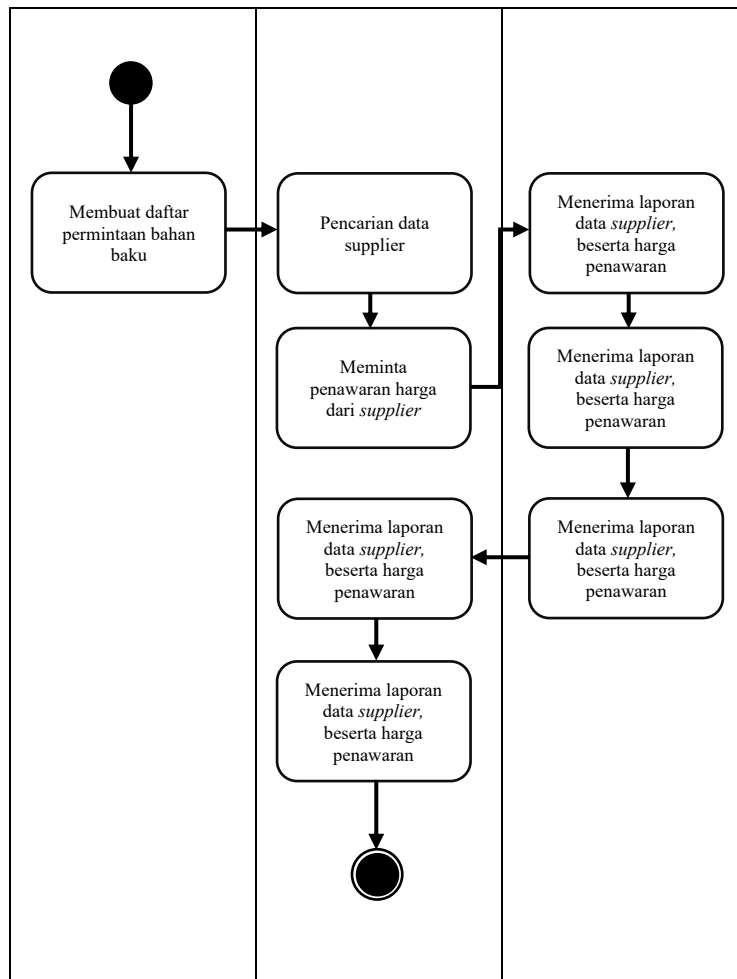 Membuat daftar
permintaan bahan
baku
Pencarian data
supplier
Meminta
penawaran harga
dari supplier
Menerima laporan
data supplier,
beserta harga
penawaran
Menerima laporan
data supplier,
beserta harga
penawaran
Menerima laporan
data supplier,
beserta harga
penawaran
Menerima laporan
data supplier,
beserta harga
penawaran
Menerima laporan
data supplier,
beserta harga
penawaran